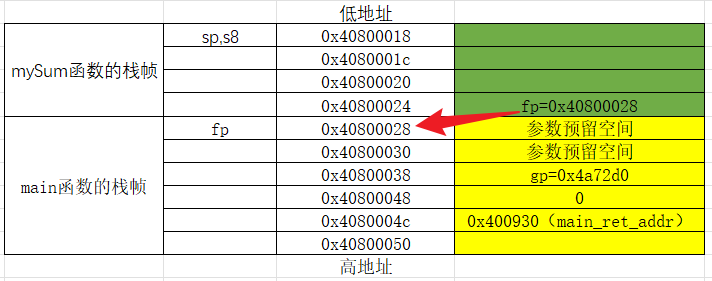 低地址
mySum函数的栈帧 sp,s8 0x40800018
0x4080001c
0x40800020
0x40800024 fp=0x40800028
main函数的栈帧 fp 0x40800028 参数预留空间
0x40800030 参数预留空间
0x40800038 gp=0x4a72d0
0x40800048 0
0x4080004c 0x400930（main_ret_addr）
0x40800050
高地址